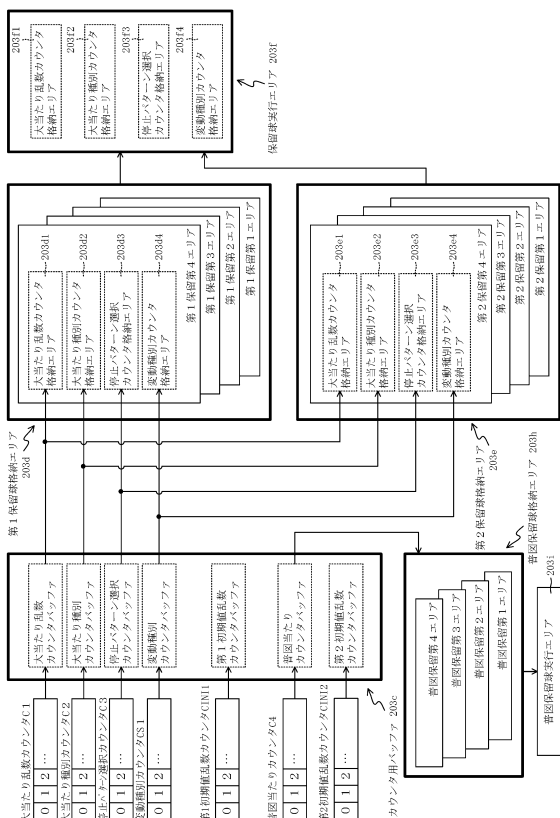 大当たり乱数カウンタC1
0 1 2 …
大当たり種別カウンタC2
0 1 2 …
停止パターン選択カウンタC3
0 1 2 …
変動種別カウンタCS1
0 1 2 …
第1初期値乱数カウンタCINI1
0 1 2 …
普図当たりカウンタC4
0 1 2 …
第2初期値乱数カウンタCINI2
0 1 2 …
大当たり乱数
カウンタバッファ
大当たり種別
カウンタバッファ
停止パターン選択
カウンタバッファ
変動種別
カウンタバッファ
第1初期値乱数
カウンタバッファ
普図当たり
カウンタバッファ
第2初期値乱数
カウンタバッファ
カウンタ用バッファ 203c
第1保留球格納エリア
203d
大当たり乱数カウンタ
格納エリア
203d1
大当たり種別カウンタ
格納エリア
203d2
停止パターン選択
カウンタ格納エリア
203d3
変動種別カウンタ
格納エリア
203d4
第1保留第4エリア
第1保留第3エリア
第1保留第2エリア
第1保留第1エリア
第2保留球格納エリア
203e
大当たり乱数カウンタ
格納エリア
203e1
大当たり種別カウンタ
格納エリア
203e2
停止パターン選択
カウンタ格納エリア
203e3
変動種別カウンタ
格納エリア
203e4
第2保留第4エリア
第2保留第3エリア
第2保留第2エリア
第2保留第1エリア
203f1
大当たり乱数カウンタ
格納エリア
203f2
大当たり種別カウンタ
格納エリア
203f3
停止パターン選択
カウンタ格納エリア
203f4
変動種別カウンタ
格納エリア
保留球実行エリア 203f
普図保留球格納エリア 203h
普図保留第4エリア
普図保留第3エリア
普図保留第2エリア
普図保留第1エリア
普図保留球実行エリア
203i